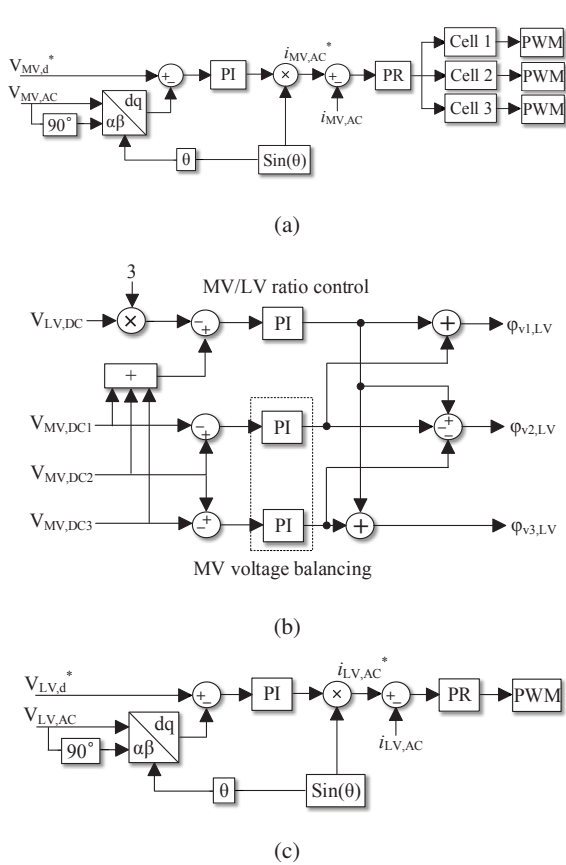 V_MV,d*
V_MV,AC
90°
dq
αβ
+
−
PI
×
i_MV,AC*
+
−
i_MV,AC
PR
Cell 1
PWM
Cell 2
PWM
Cell 3
PWM
θ
Sin(θ)
(a)
3
MV/LV ratio control
V_LV,DC
×
−
+
PI
+
φ_v1,LV
+
V_MV,DC1
−
+
PI
−
−
φ_v2,LV
V_MV,DC2
V_MV,DC3
−
+
PI
+
φ_v3,LV
MV voltage balancing
(b)
V_LV,d*
V_LV,AC
90°
dq
αβ
+
−
PI
×
i_LV,AC*
+
−
i_LV,AC
PR
PWM
θ
Sin(θ)
(c)